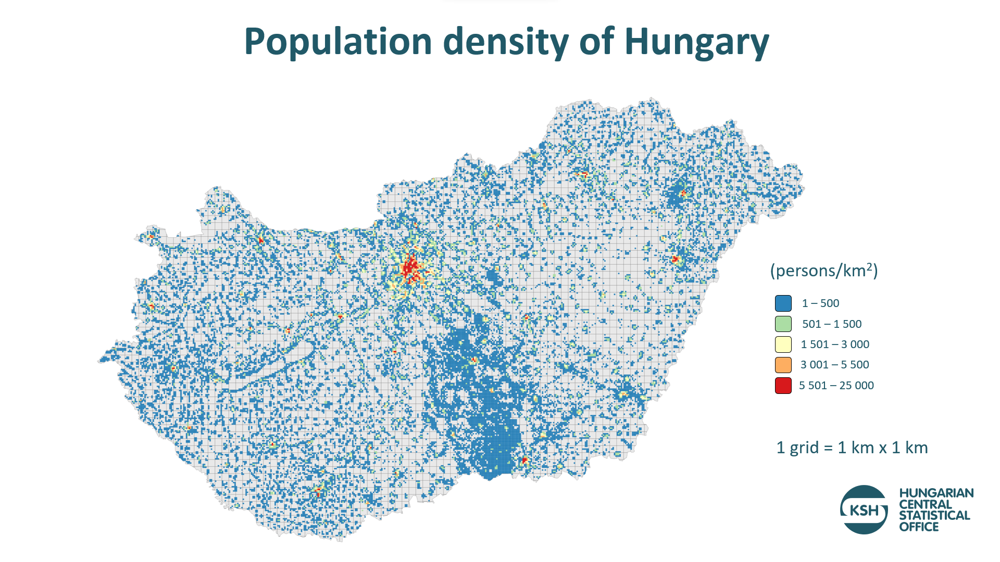 Population density of Hungary
(persons/km²)
1 – 500
501 – 1 500
1 501 – 3 000
3 001 – 5 500
5 501 – 25 000
1 grid = 1 km x 1 km
KSH
HUNGARIAN
CENTRAL
STATISTICAL
OFFICE